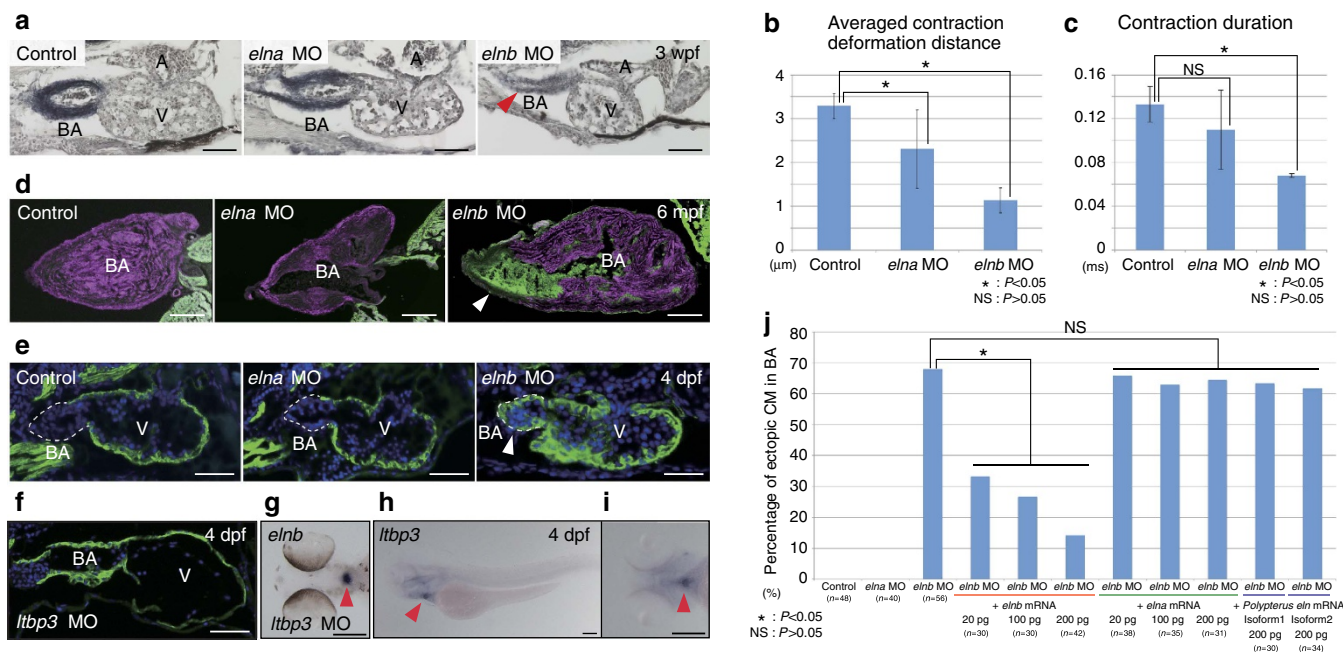 a
Control
A
BA
V
elna MO
BA
V
elnb MO
3 wpf
A
BA
V
b
Averaged contraction
deformation distance
4
3
2
1
0
(μm)
*
*
Control
elna MO
elnb MO
* : P<0.05
NS : P>0.05
c
Contraction duration
0.16
0.12
0.08
0.04
0
(ms)
*
NS
Control
elna MO
elnb MO
* : P<0.05
NS : P>0.05
d
Control
BA
elna MO
BA
elnb MO
6 mpf
BA
e
Control
BA
V
elna MO
BA
V
elnb MO
4 dpf
BA
V
f
4 dpf
BA
V
ltbp3 MO
g
elnb
ltbp3 MO
h
ltbp3
4 dpf
i
j
Percentage of ectopic CM in BA
80
70
60
50
40
30
20
10
0
(%)
NS
*
Control
(n=48)
elna MO
(n=40)
elnb MO
(n=56)
elnb MO elnb MO elnb MO
+ elnb mRNA
20 pg 100 pg 200 pg
(n=30) (n=30) (n=42)
elnb MO elnb MO elnb MO
+ elna mRNA
20 pg 100 pg 200 pg
(n=38) (n=35) (n=31)
elnb MO elnb MO
+ Polypterus eln mRNA
Isoform1 Isoform2
200 pg 200 pg
(n=30) (n=34)
* : P<0.05
NS : P>0.05